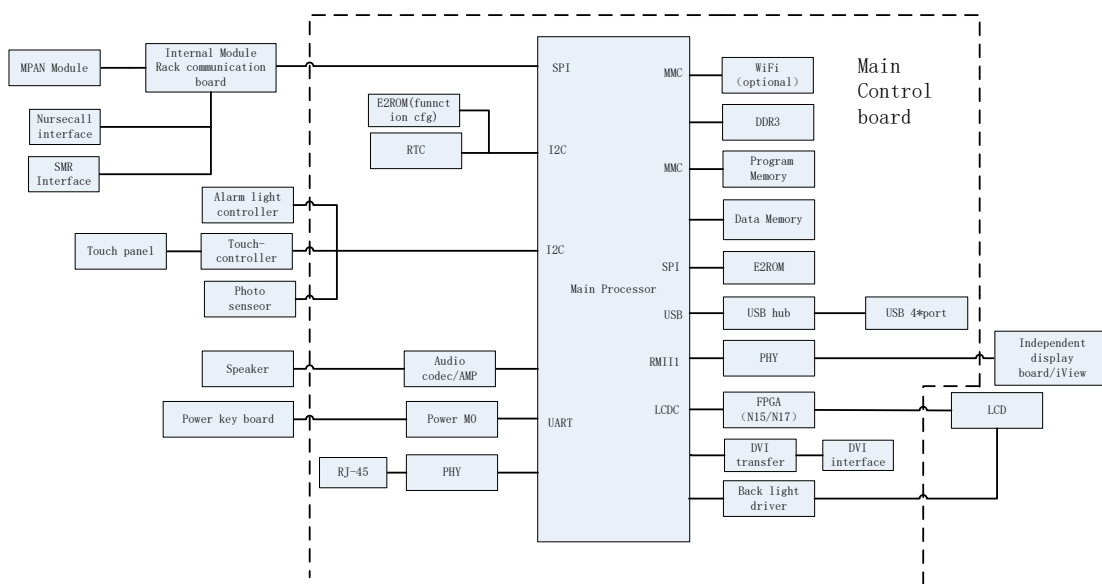 MPAN Module
Internal Module
Rack communication
board
Nursecall
interface
SMR
Interface
E2ROM(funnct
ion cfg)
RTC
Alarm light
controller
Touch panel
Touch-
controller
Photo
senseor
Speaker
Audio
codec/AMP
Power key board
Power MO
RJ-45
PHY
SPI
I2C
I2C
Main Processor
UART
MMC
MMC
SPI
USB
RMII1
LCDC
WiFi
(optional)
DDR3
Program
Memory
Data Memory
E2ROM
USB hub
USB 4*port
PHY
Independent
display
board/iView
FPGA
(N15/N17)
LCD
DVI
transfer
DVI
interface
Back light
driver
Main
Control
board